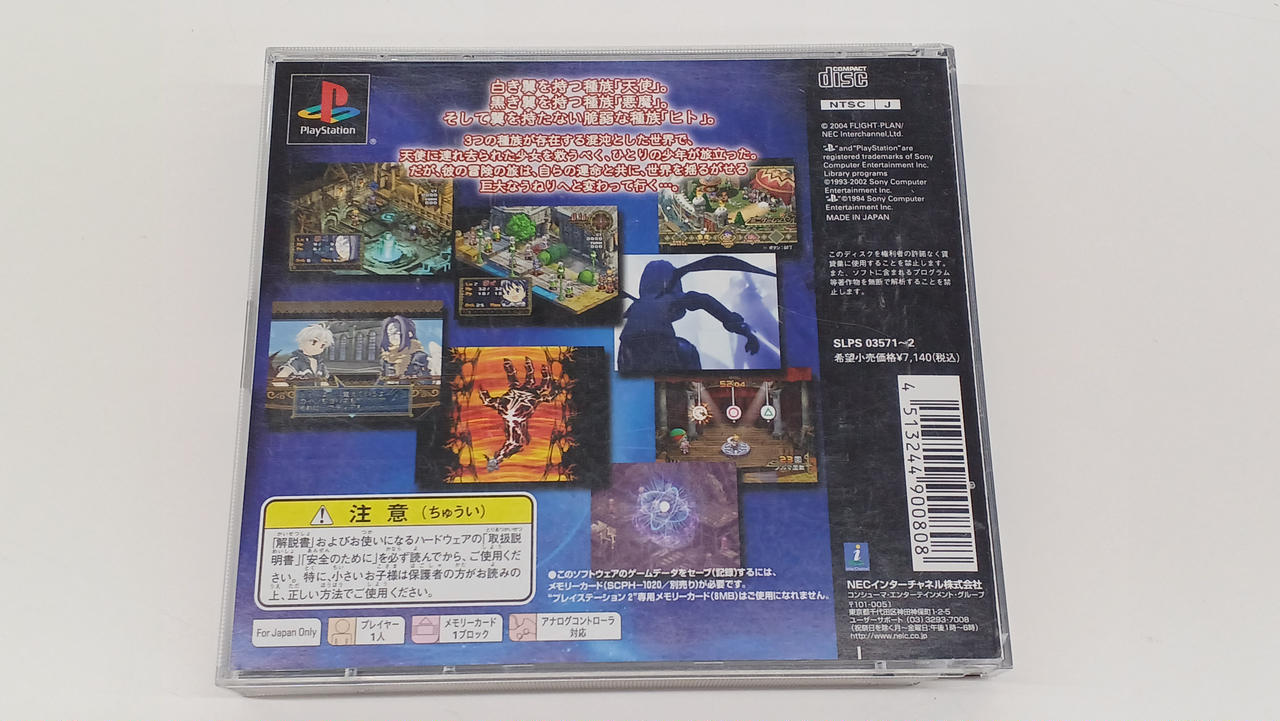 PlayStation
白き翼を持つ種族「天使」。
黒き翼を持つ種族「悪魔」。
そして翼を持たない脆弱な種族「ヒト」。
3つの種族が存在する混沌とした世界で、
天使に連れ去られた少女を救うべく、ひとりの少年が旅立った。
だが、彼の冒険の旅は、自らの運命と共に、世界を揺るがせる
巨大なうねりへと変わって行く…。
COMPACT
disc
NTSC J
© 2004 FLIGHT-PLAN/
NEC Interchannel,Ltd.
"PS" and "PlayStation" are
registered trademarks of Sony
Computer Entertainment Inc.
Library programs
©1993-2002 Sony Computer
Entertainment Inc.
"PS" ©1994 Sony Computer
Entertainment Inc.
MADE IN JAPAN
このディスクを権利者の許諾なく賃
貸業に使用することを禁止します。
また、ソフトに含まれるプログラム
等著作物を無断で解析することを禁
止します。
SLPS 03571~2
希望小売価格¥7,140(税込)
4 513244 900808
5204
23回
注意(ちゅうい)
「解説書」およびお使いになるハードウェアの「取扱説
明書」「安全のために」を必ず読んでから、ご使用くだ
さい。特に、小さいお子様は保護者の方がお読みの
上、正しい方法でご使用ください。
●このソフトウェアのゲームデータをセーブ(記録)するには、
メモリーカード(SCPH-1020/別売り)が必要です。
"プレイステーション 2"専用メモリーカード(8MB)はご使用になれません。
For Japan Only
プレイヤー
1人
メモリーカード
1ブロック
アナログコントローラ
対応
NECインターチャネル株式会社
コンシューマ・エンターテインメント・グループ
〒101-0051
東京都千代田区神田神保町1-2-5
ユーザーサポート (03) 3293-7008
(祝祭日を除く月~金曜日:午後1時~6時)
http://www.neic.co.jp